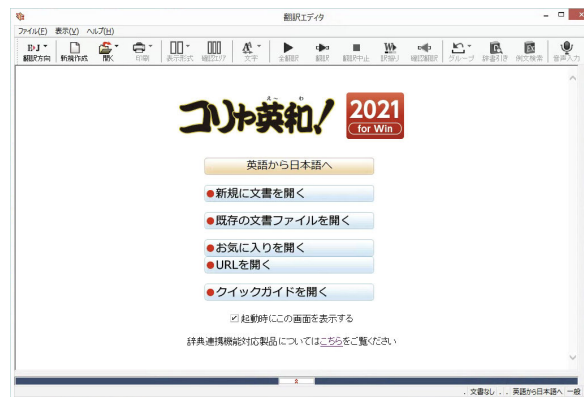 翻訳エディタ
ファイル(F) 表示(V) ヘルプ(H)
翻訳方向 新規作成 開く 印刷 表示形式 確認エリア 文字 全翻訳 翻訳 翻訳中止 訳振り 確認翻訳 グループ 辞書引き 例文検索 音声入力
え~ わ
コリャ英和! 2021
for Win
英語から日本語へ
●新規に文書を開く
●既存の文書ファイルを開く
●お気に入りを開く
●URLを開く
●クイックガイドを開く
起動時にこの画面を表示する
辞典連携機能対応製品についてはこちらをご覧ください
. 文書なし . . 英語から日本語へ 一般